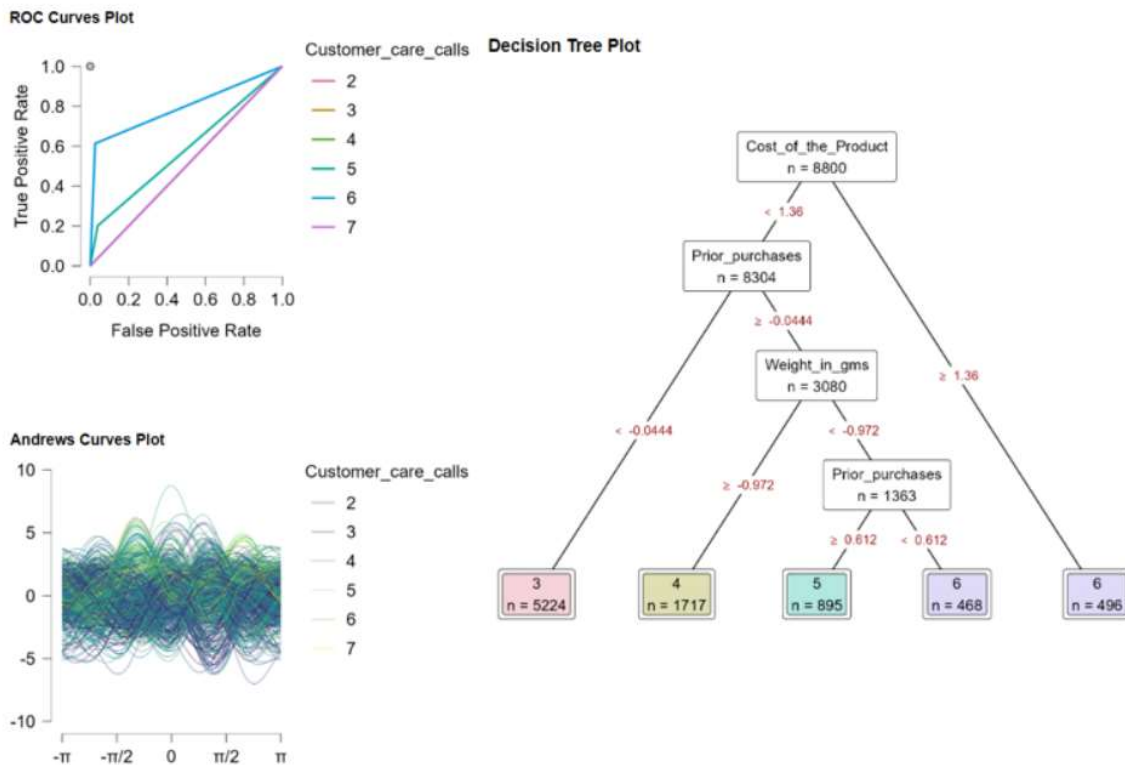 ROC Curves Plot
Customer_care_calls
1.0
0.8
0.6
0.4
0.2
0.0
True Positive Rate
0.0 0.2 0.4 0.6 0.8 1.0
False Positive Rate
2
3
4
5
6
7
Decision Tree Plot
Cost_of_the_Product
n = 8800
< 1.36
Prior_purchases
n = 8304
≥ -0.0444
Weight_in_gms
n = 3080
≥ 1.36
< -0.0444
< -0.972
≥ -0.972
Prior_purchases
n = 1363
≥ 0.612 < 0.612
3
n = 5224
4
n = 1717
5
n = 895
6
n = 468
6
n = 496
Andrews Curves Plot
Customer_care_calls
10
5
0
-5
-10
-π -π/2 0 π/2 π
2
3
4
5
6
7